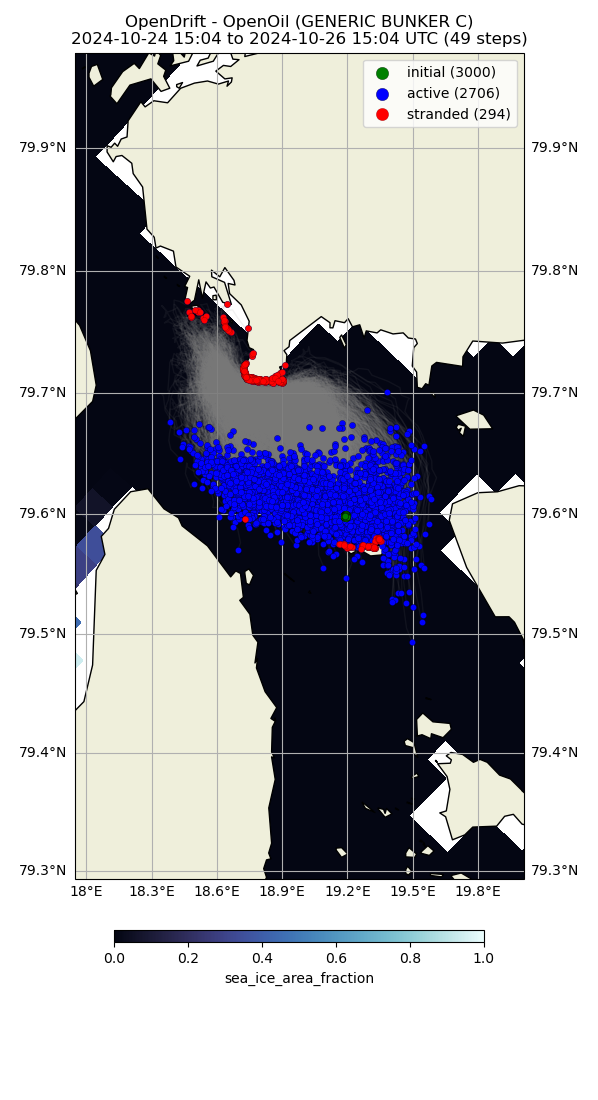 OpenDrift - OpenOil (GENERIC BUNKER C)
2024-10-24 15:04 to 2024-10-26 15:04 UTC (49 steps)
initial (3000)
active (2706)
stranded (294)
79.9°N 79.9°N
79.8°N 79.8°N
79.7°N 79.7°N
79.6°N 79.6°N
79.5°N 79.5°N
79.4°N 79.4°N
79.3°N 79.3°N
18°E 18.3°E 18.6°E 18.9°E 19.2°E 19.5°E 19.8°E
0.0 0.2 0.4 0.6 0.8 1.0
sea_ice_area_fraction